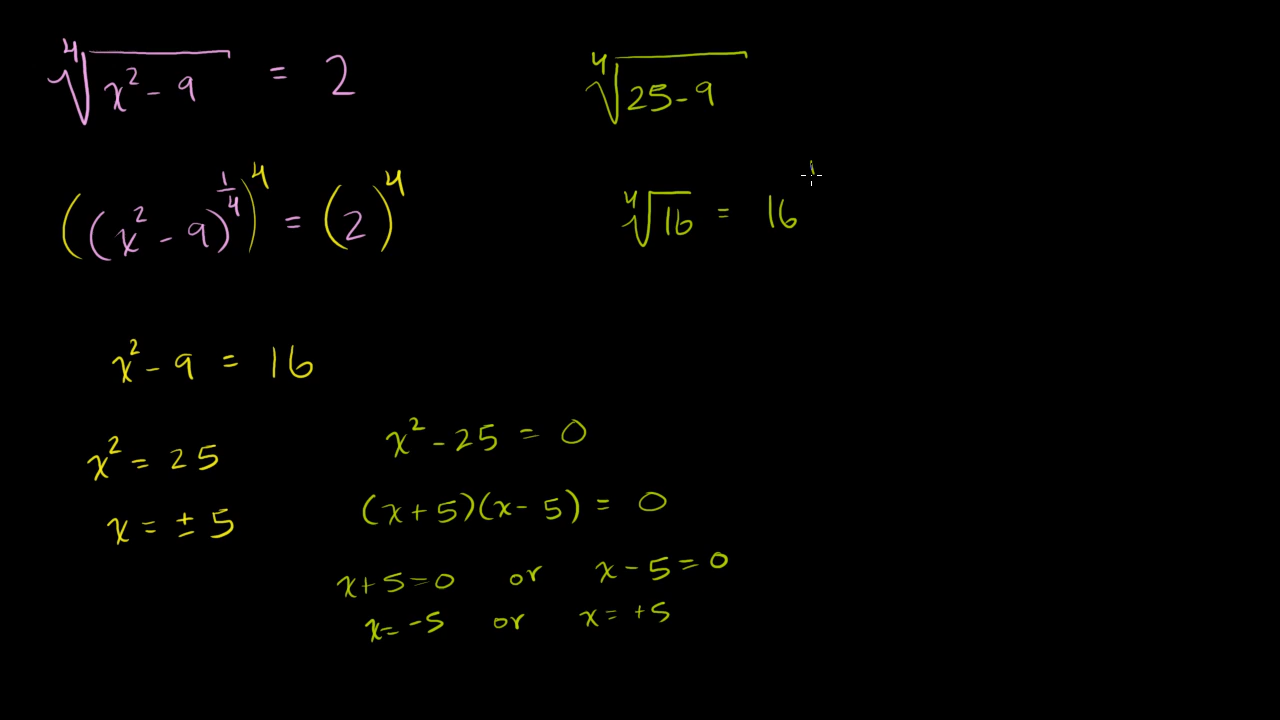 ∜(x² - 9) = 2
((x² - 9)^(1/4))^4 = (2)^4
x² - 9 = 16
x² = 25
x = ± 5
x² - 25 = 0
(x + 5)(x - 5) = 0
x + 5 = 0 or x - 5 = 0
x = -5 or x = +5
∜(25 - 9)
∜16 = 16